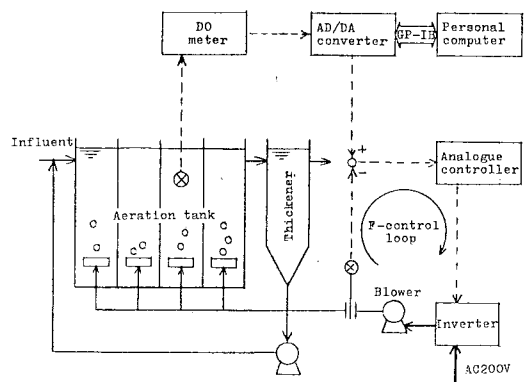 DO
meter
AD/DA
converter
GP-IB
Personal
computer
Influent
+
-
Analogue
controller
Aeration tank
Thickener
F-control
loop
Blower
Inverter
AC200V